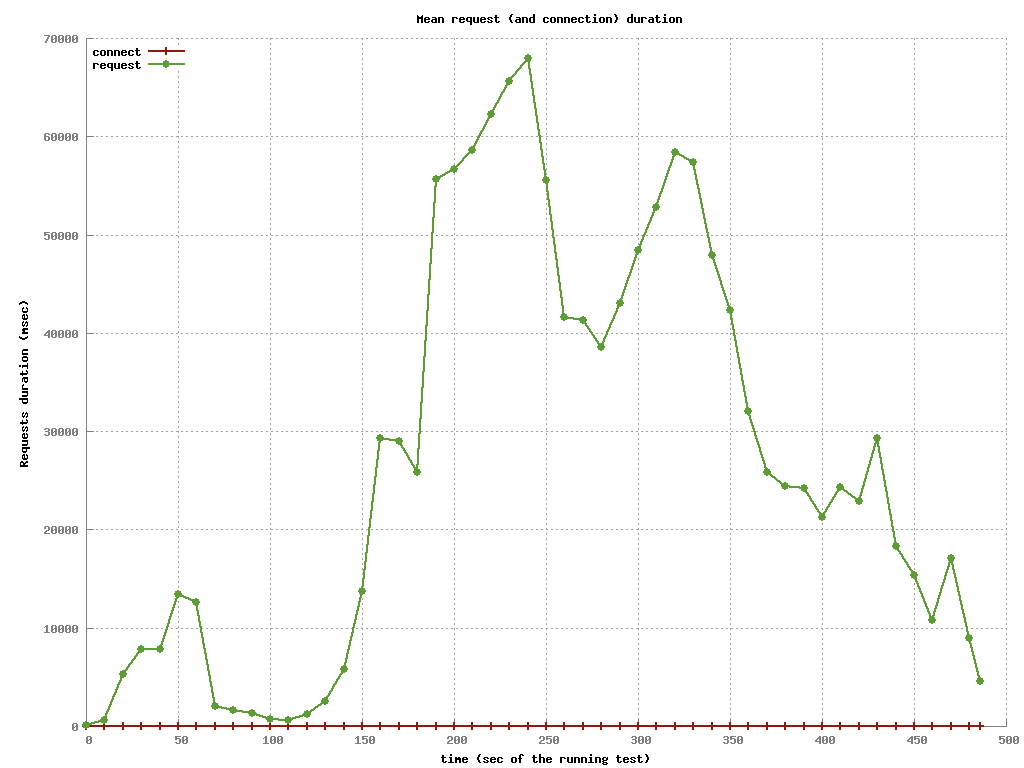 Mean request (and connection) duration
connect
request
Requests duration (msec)
70000
60000
50000
40000
30000
20000
10000
0
0 50 100 150 200 250 300 350 400 450 500
time (sec of the running test)